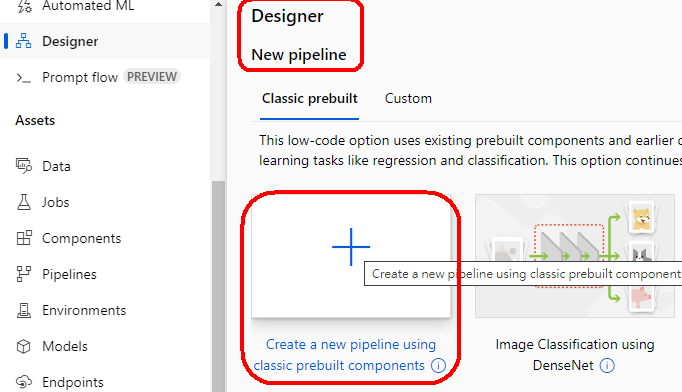 Automated ML
Designer
Prompt flow PREVIEW
Assets
Data
Jobs
Components
Pipelines
Environments
Models
Endpoints
Designer
New pipeline
Classic prebuilt Custom
This low-code option uses existing prebuilt components and earlier
learning tasks like regression and classification. This option continues
Create a new pipeline using classic prebuilt component
Create a new pipeline using
classic prebuilt components
Image Classification using
DenseNet